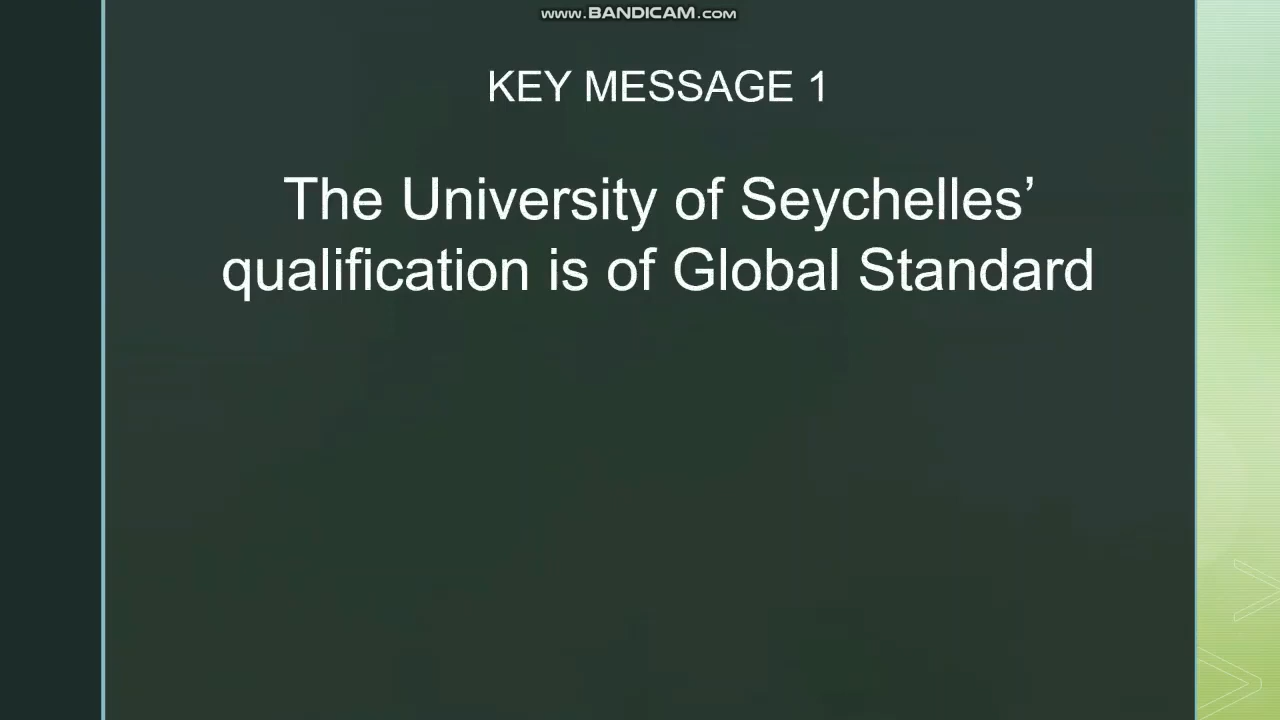 www.BANDICAM.com
KEY MESSAGE 1
The University of Seychelles’
qualification is of Global Standard